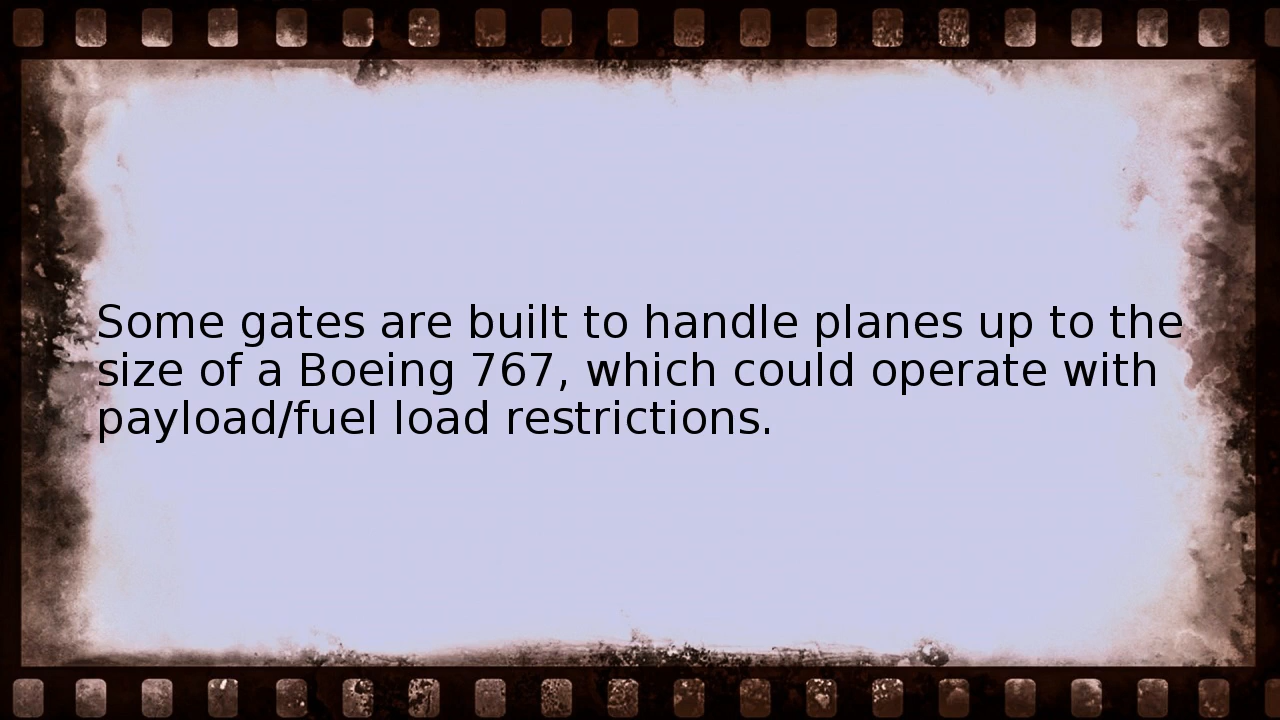 Some gates are built to handle planes up to the
size of a Boeing 767, which could operate with
payload/fuel load restrictions.